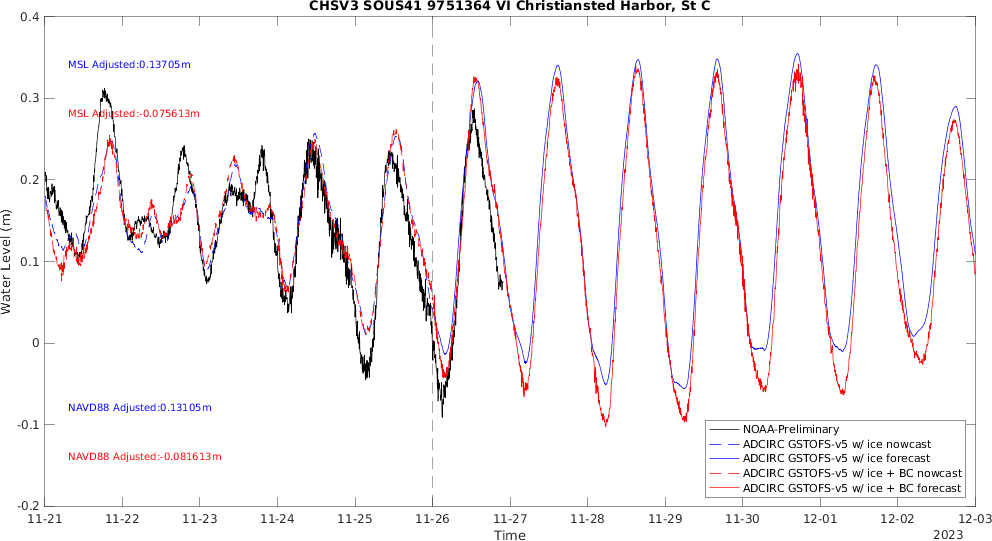 CHSV3 SOUS41 9751364 VI Christiansted Harbor, St C
0.4
0.3
0.2
0.1
0
-0.1
-0.2
Water Level (m)
MSL Adjusted:0.13705m
MSL Adjusted:-0.075613m
NAVD88 Adjusted:0.13105m
NAVD88 Adjusted:-0.081613m
NOAA-Preliminary
ADCIRC GSTOFS-v5 w/ ice nowcast
ADCIRC GSTOFS-v5 w/ ice forecast
ADCIRC GSTOFS-v5 w/ ice + BC nowcast
ADCIRC GSTOFS-v5 w/ ice + BC forecast
11-21 11-22 11-23 11-24 11-25 11-26 11-27 11-28 11-29 11-30 12-01 12-02 12-03
Time
2023